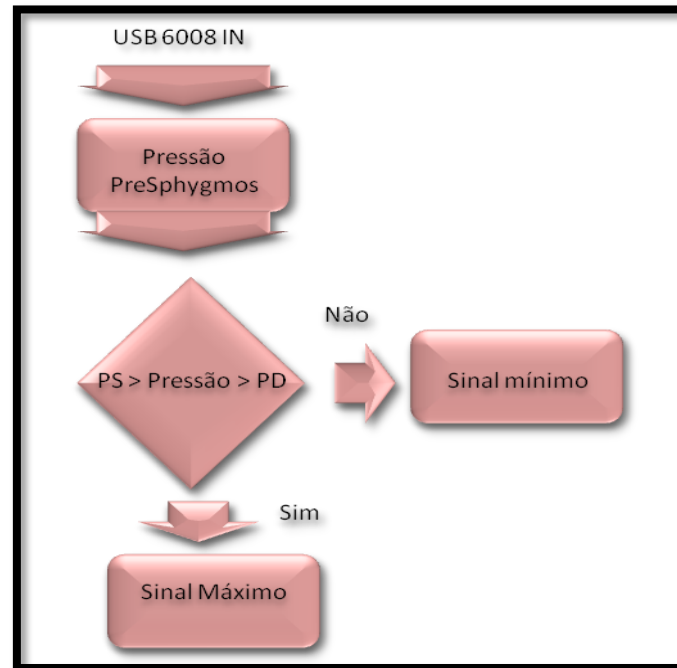 USB 6008 IN
Pressão
PreSphygmos
PS > Pressão > PD
Não
Sinal mínimo
Sim
Sinal Máximo